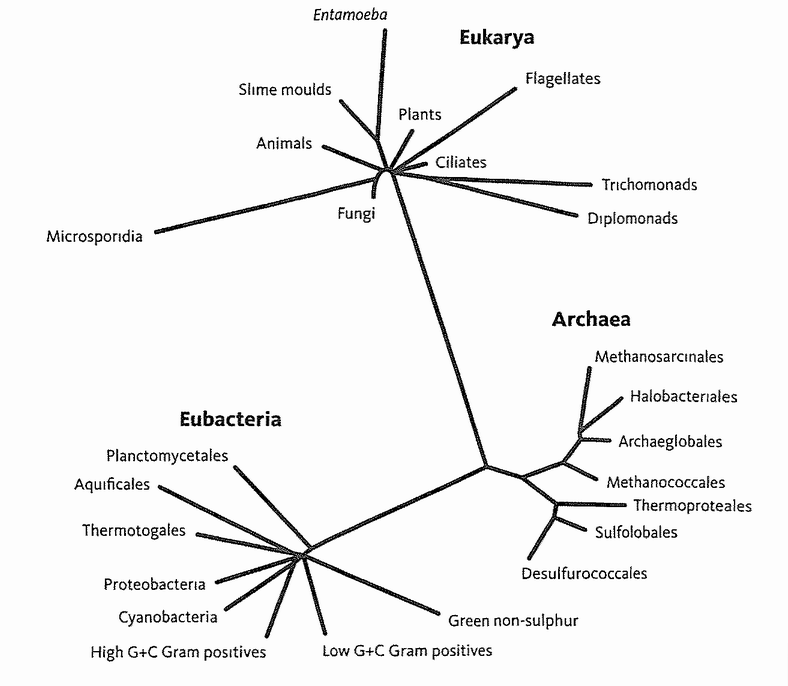 Entamoeba
Eukarya
Flagellates
Slime moulds
Plants
Animals
Ciliates
Trichomonads
Fungi
Diplomonads
Microsporidia
Archaea
Methanosarcinales
Halobacteriales
Eubacteria
Archaeglobales
Planctomycetales
Aquificales
Methanococcales
Thermoproteales
Thermotogales
Sulfolobales
Desulfurococcales
Proteobacteria
Cyanobacteria
Green non-sulphur
High G+C Gram positives
Low G+C Gram positives